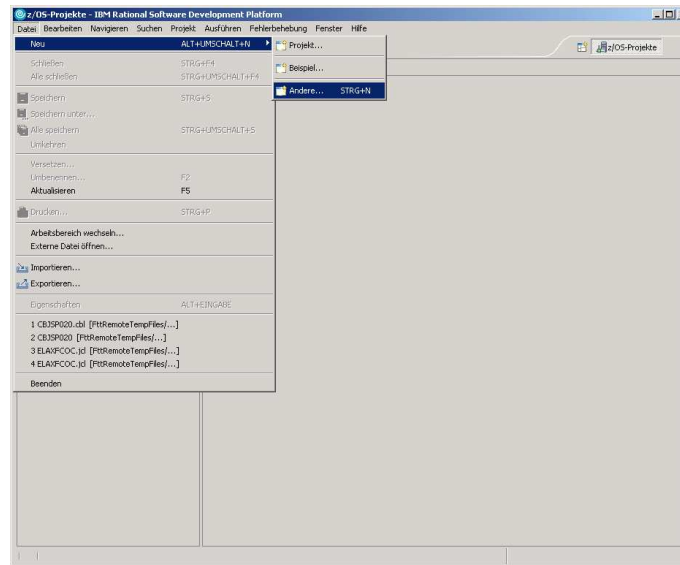 z/OS-Projekte - IBM Rational Software Development Platform
Datei Bearbeiten Navigieren Suchen Projekt Ausführen Fehlerbehebung Fenster Hilfe
Neu ALT+UMSCHALT+N
Projekt...
Beispiel...
Andere... STRG+N
z/OS-Projekte
Schließen STRG+F4
Alle schließen STRG+UMSCHALT+F4
Speichern STRG+S
Speichern unter...
Alle speichern STRG+UMSCHALT+S
Umkehren
Versetzen...
Umbenennen... F2
Aktualisieren F5
Drucken... STRG+P
Arbeitsbereich wechseln...
Externe Datei öffnen...
Importieren...
Exportieren...
Eigenschaften ALT+EINGABE
1 CBJSP020.cbl [FttRemoteTempFiles/...]
2 CBJSP020 [FttRemoteTempFiles/...]
3 ELAXFCOC.jcl [FttRemoteTempFiles/...]
4 ELAXFCOC.jcl [FttRemoteTempFiles/...]
Beenden